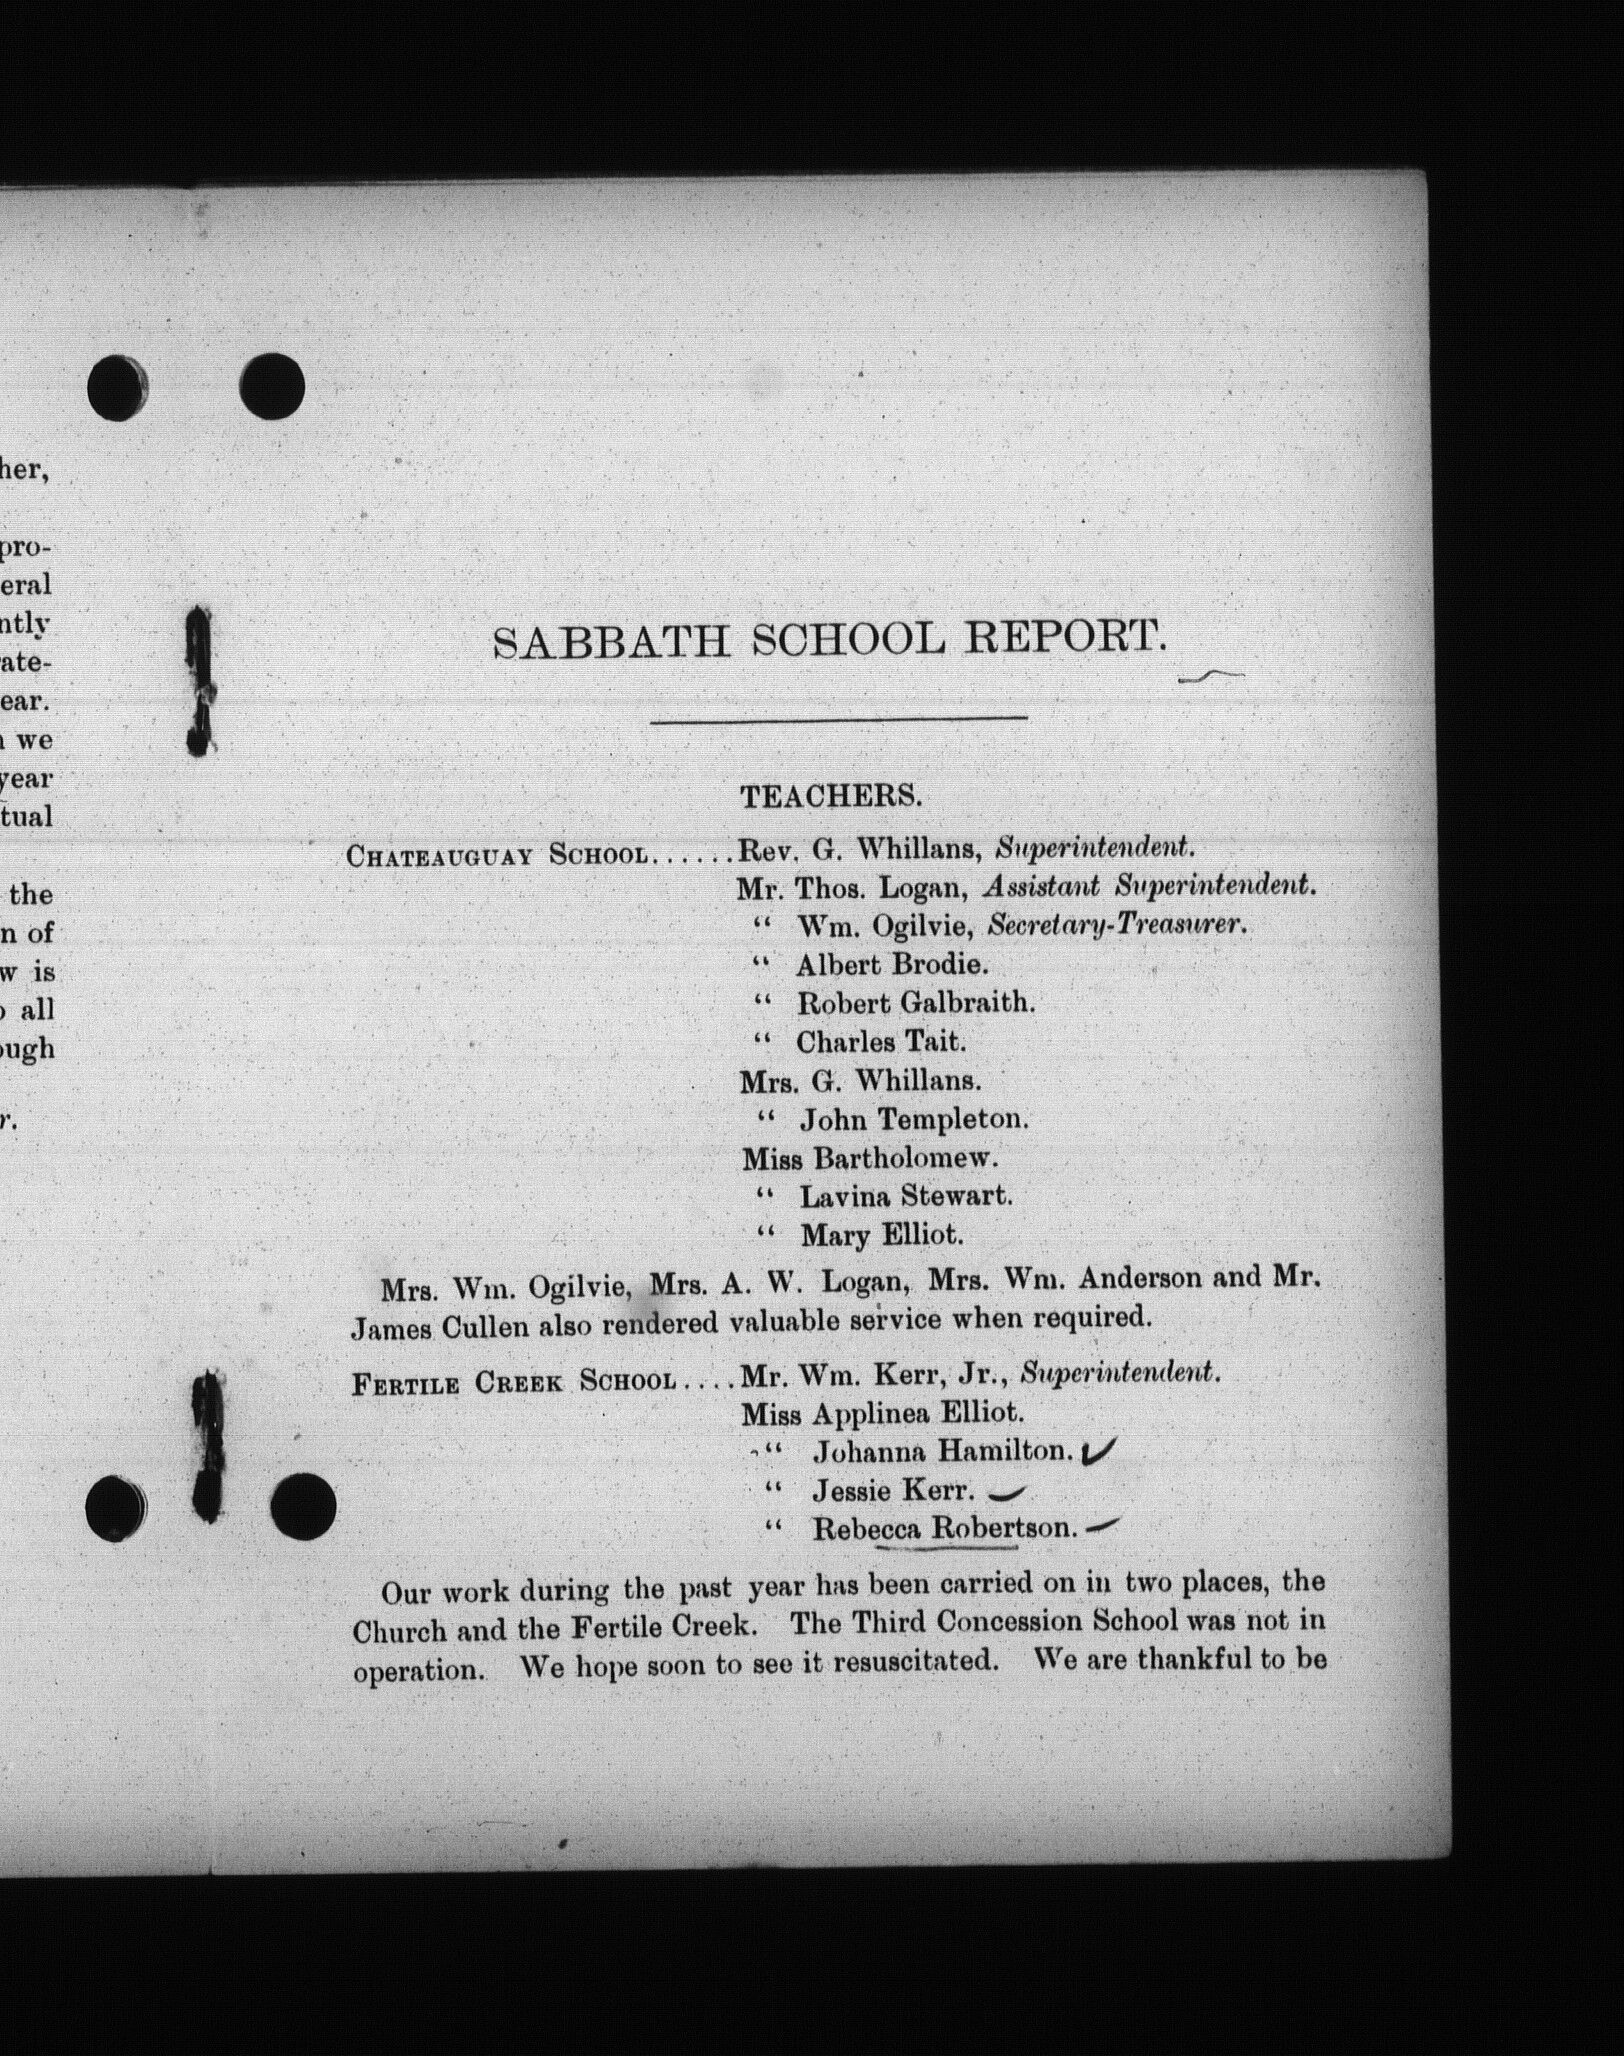 her,
pro-
eral
ntly
ate-
ear.
we
year
tual
the
n of
w is
all
ough
r.
SABBATH SCHOOL REPORT.
TEACHERS.
CHATEAUGUAY SCHOOL......Rev. G. Whillans, Superintendent.
Mr. Thos. Logan, Assistant Superintendent.
“ Wm. Ogilvie, Secretary-Treasurer.
“ Albert Brodie.
“ Robert Galbraith.
“ Charles Tait.
Mrs. G. Whillans.
“ John Templeton.
Miss Bartholomew.
“ Lavina Stewart.
“ Mary Elliot.
Mrs. Wm. Ogilvie, Mrs. A. W. Logan, Mrs. Wm. Anderson and Mr.
James Cullen also rendered valuable service when required.
FERTILE CREEK SCHOOL....Mr. Wm. Kerr, Jr., Superintendent.
Miss Applinea Elliot.
“ Johanna Hamilton.
“ Jessie Kerr.
“ Rebecca Robertson.
Our work during the past year has been carried on in two places, the
Church and the Fertile Creek. The Third Concession School was not in
operation. We hope soon to see it resuscitated. We are thankful to be